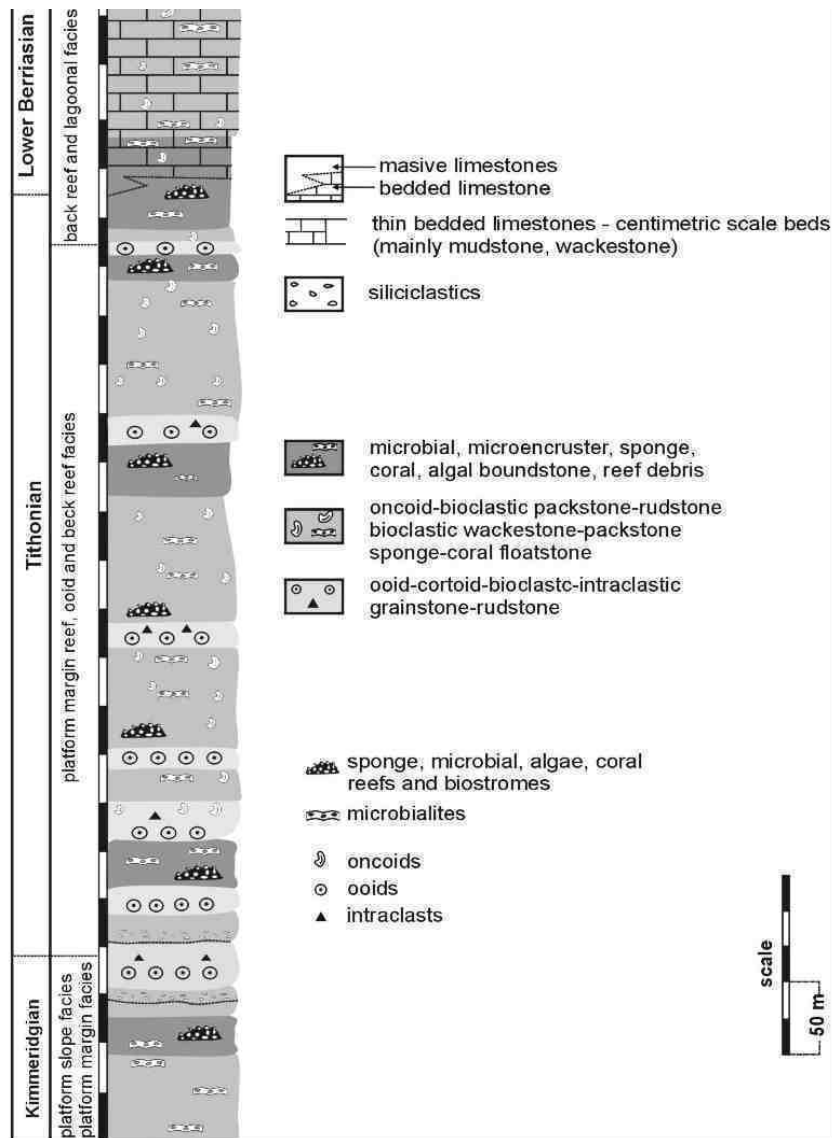 Lower Berriasian
back reef and lagoonal facies
Tithonian
platform margin reef, ooid and beck reef facies
Kimmeridgian
platform slope facies
platform margin facies
masive limestones
bedded limestone
thin bedded limestones - centimetric scale beds
(mainly mudstone, wackestone)
siliciclastics
microbial, microencruster, sponge,
coral, algal boundstone, reef debris
oncoid-bioclastic packstone-rudstone
bioclastic wackestone-packstone
sponge-coral floatstone
ooid-cortoid-bioclastc-intraclastic
grainstone-rudstone
sponge, microbial, algae, coral
reefs and biostromes
microbialites
oncoids
ooids
intraclasts
scale
50 m